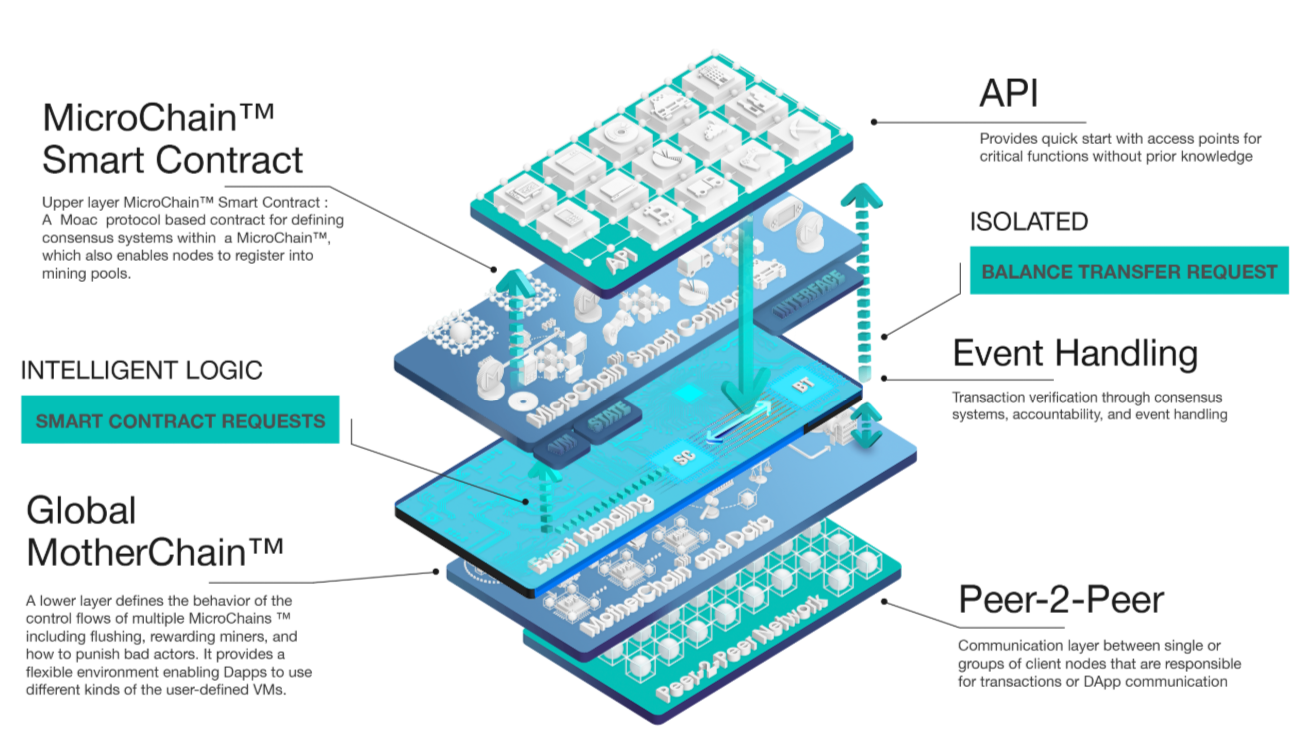 MicroChain™
Smart Contract
Upper layer MicroChain™ Smart Contract :
A Moac protocol based contract for defining
consensus systems within a MicroChain™,
which also enables nodes to register into
mining pools.
INTELLIGENT LOGIC
SMART CONTRACT REQUESTS
Global
MotherChain™
A lower layer defines the behavior of the
control flows of multiple MicroChains ™
including flushing, rewarding miners, and
how to punish bad actors. It provides a
flexible environment enabling Dapps to use
different kinds of the user-defined VMs.
API
MicroChain™ Smart Contract
INTERFACE
STATE
VM
BT
SC
Event Handling
MotherChain™ and Data
Peer-2-Peer Network
API
Provides quick start with access points for
critical functions without prior knowledge
ISOLATED
BALANCE TRANSFER REQUEST
Event Handling
Transaction verification through consensus
systems, accountability, and event handling
Peer-2-Peer
Communication layer between single or
groups of client nodes that are responsible
for transactions or DApp communication